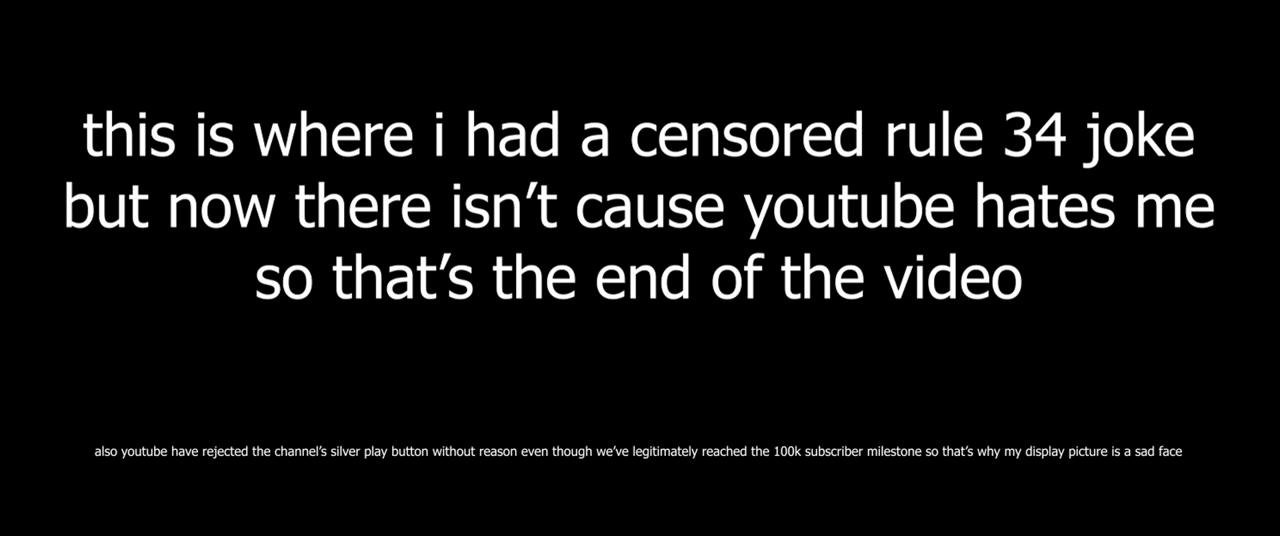 this is where i had a censored rule 34 joke
but now there isn’t cause youtube hates me
so that’s the end of the video
also youtube have rejected the channel’s silver play button without reason even though we’ve legitimately reached the 100k subscriber milestone so that’s why my display picture is a sad face